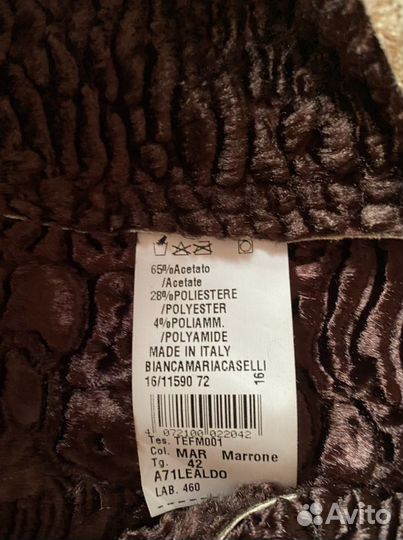 65%Acetato
/Acetate
28%POLIESTERE
/POLYESTER
4%POLIAMM.
/POLYAMIDE
MADE IN ITALY
BIANCAMARIACASELLI
16/11590 72
16
4 072100 022042
Tes. TEFM001
Col. MAR Marrone
Tg. 42
A71LEALDO
LAB. 460
Avito